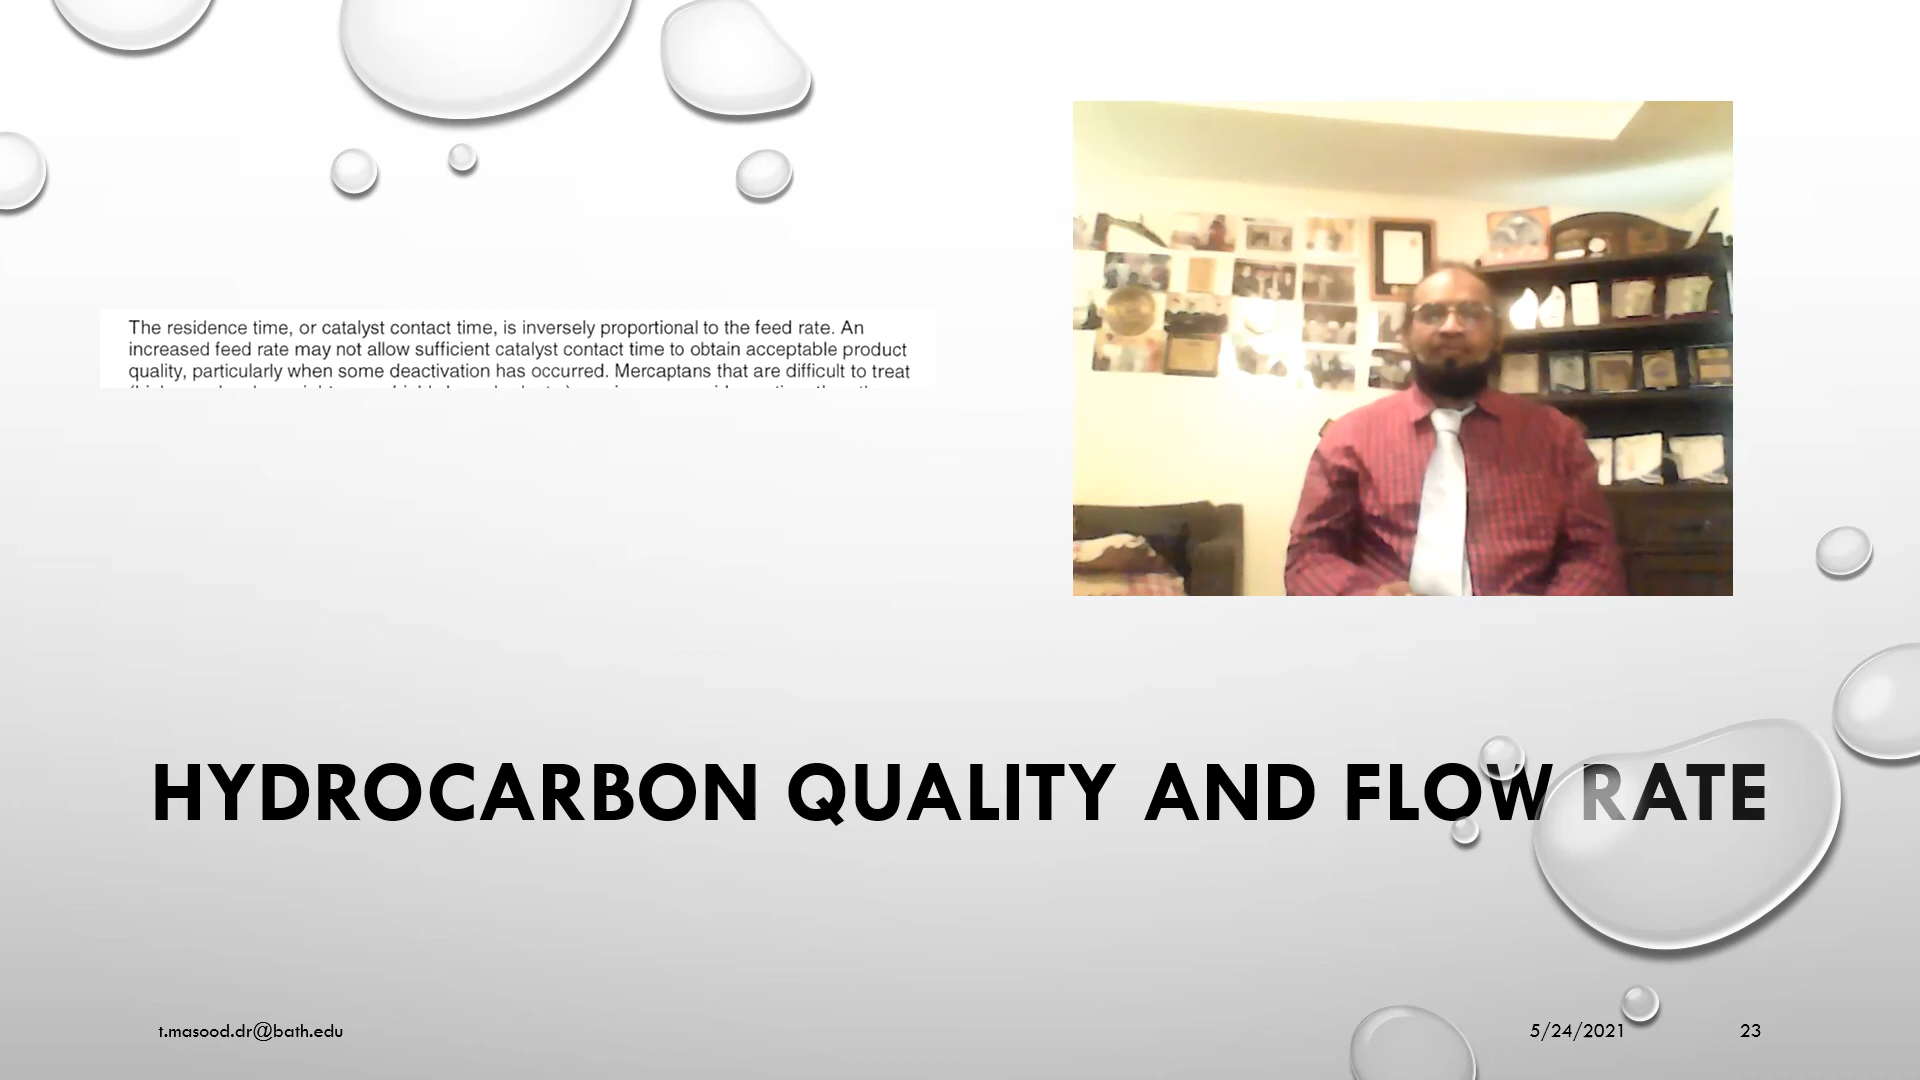 The residence time, or catalyst contact time, is inversely proportional to the feed rate. An
increased feed rate may not allow sufficient catalyst contact time to obtain acceptable product
quality, particularly when some deactivation has occurred. Mercaptans that are difficult to treat
HYDROCARBON QUALITY AND FLOW RATE
t.masood.dr@bath.edu
5/24/2021
23